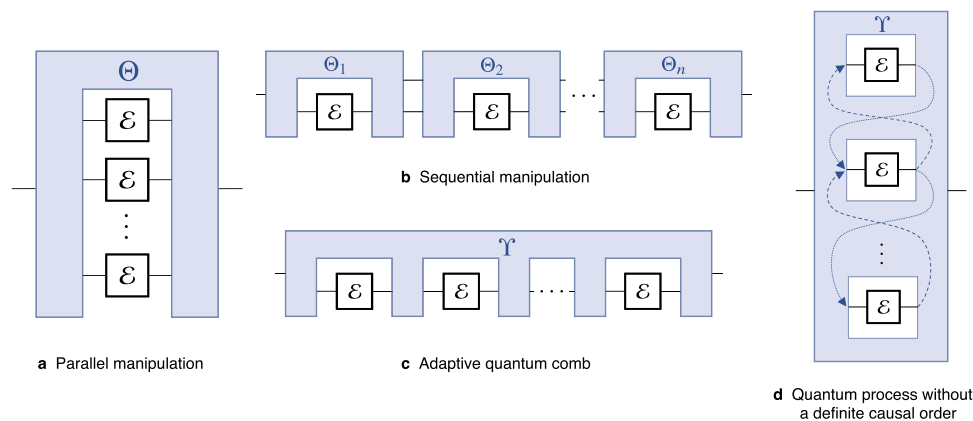 Θ
ℰ
ℰ
⋮
ℰ
a Parallel manipulation
Θ₁ Θ₂ Θₙ
ℰ ℰ ··· ℰ
b Sequential manipulation
ϒ
ℰ ℰ ··· ℰ
c Adaptive quantum comb
ϒ
ℰ
ℰ
⋮
ℰ
d Quantum process without
a definite causal order